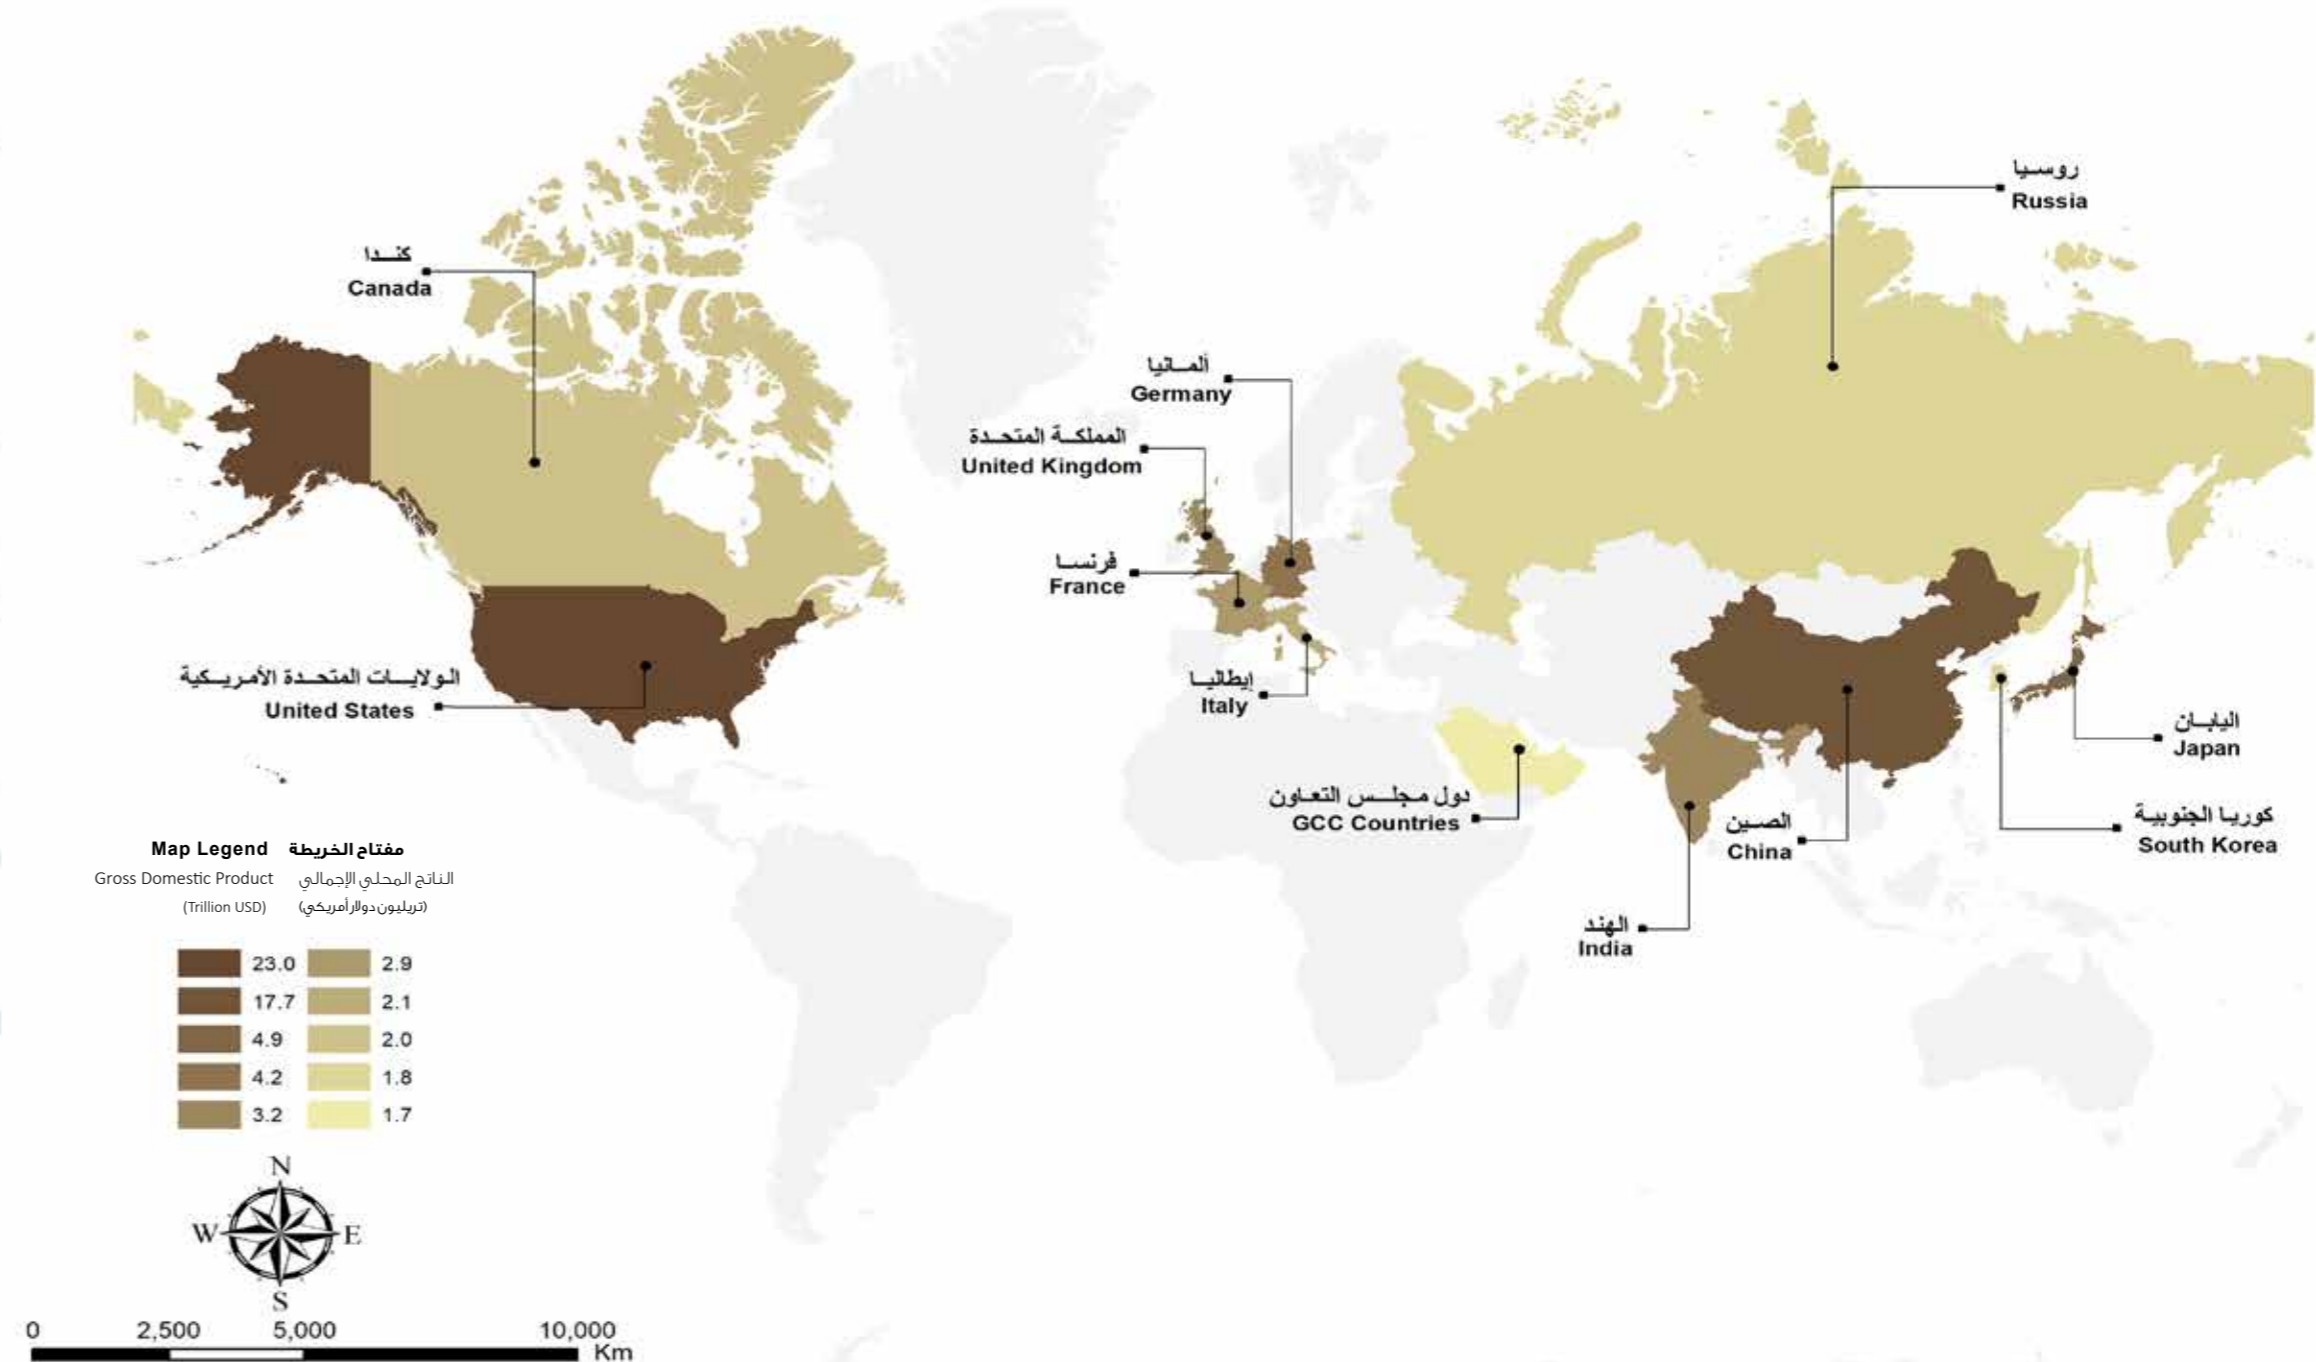 روسيا
Russia
كندا
Canada
ألمانيا
Germany
المملكة المتحدة
United Kingdom
فرنسا
France
الولايات المتحدة الأمريكية
United States
إيطاليا
Italy
اليابان
Japan
دول مجلس التعاون
GCC Countries
كوريا الجنوبية
South Korea
الصين
China
الهند
India
Map Legend مفتاح الخريطة
Gross Domestic Product الناتج المحلي الإجمالي
(Trillion USD) (تريليون دولار أمريكي)
23.0 2.9
17.7 2.1
4.9 2.0
4.2 1.8
3.2 1.7
N
W E
S
0 2,500 5,000 10,000
Km